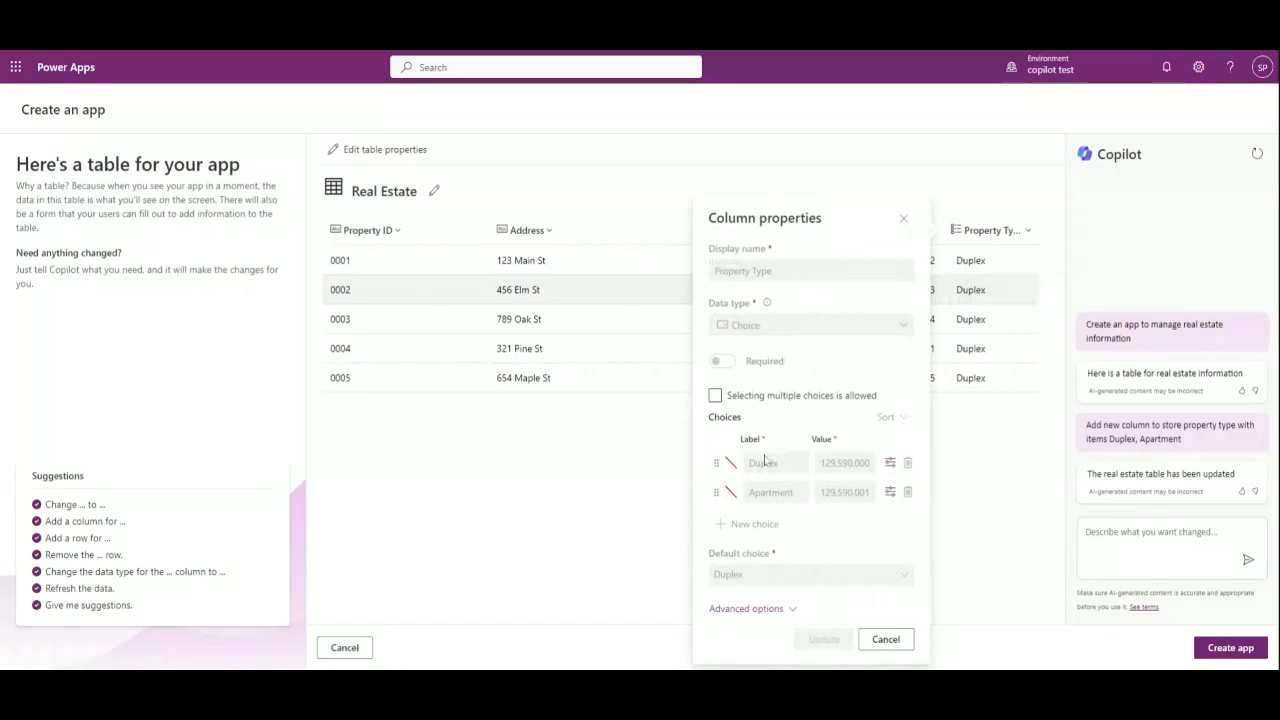 Power Apps
Search
Environment
copilot test
SP
Create an app
Here's a table for your app
Why a table? Because when you see your app in a moment, the
data in this table is what you'll see on the screen. There will also
be a form that your users can fill out to add information to the
table.
Need anything changed?
Just tell Copilot what you need, and it will make the changes for
you.
Suggestions
Change ... to ...
Add a column for ...
Add a row for ...
Remove the ... row.
Change the data type for the ... column to ...
Refresh the data.
Give me suggestions.
Edit table properties
Real Estate
Property ID
Address
Property Ty...
0001
123 Main St
2
Duplex
0002
456 Elm St
3
Duplex
0003
789 Oak St
4
Duplex
0004
321 Pine St
1
Duplex
0005
654 Maple St
5
Duplex
Column properties
Display name *
Property Type
Data type *
Choice
Required
Selecting multiple choices is allowed
Choices
Sort
Label *
Value *
Duplex
129.590.000
Apartment
129.590.001
+ New choice
Default choice *
Duplex
Advanced options
Update
Cancel
Cancel
Copilot
Create an app to manage real estate
information
Here is a table for real estate information
AI-generated content may be incorrect
Add new column to store property type with
items Duplex, Apartment
The real estate table has been updated
AI-generated content may be incorrect
Describe what you want changed...
Make sure AI-generated content is accurate and appropriate
before you use it. See terms
Create app